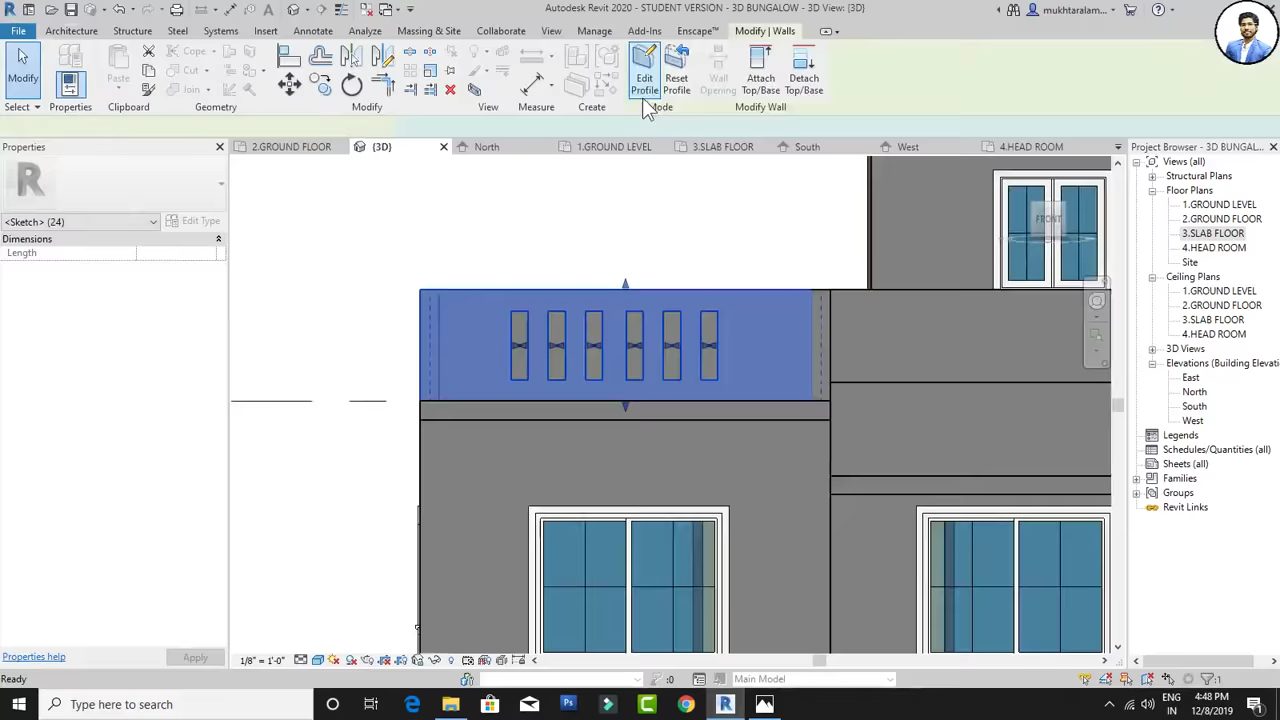 Autodesk Revit 2020 - STUDENT VERSION - 3D BUNGALOW - 3D View: {3D}
mukhtaralam...
File Architecture Structure Steel Systems Insert Annotate Analyze Massing & Site Collaborate View Manage Add-Ins Enscape™ Modify | Walls
Modify
Properties
Paste
Cope
Cut
Join
Edit Profile
Reset Profile
Wall Opening
Attach Top/Base
Detach Top/Base
Select Properties Clipboard Geometry Modify View Measure Create Mode Modify Wall
Properties
2.GROUND FLOOR {3D} North 1.GROUND LEVEL 3.SLAB FLOOR South West 4.HEAD ROOM
Project Browser - 3D BUNGAL...
<Sketch> (24)
Edit Type
Dimensions
Length
FRONT
Views (all)
Structural Plans
Floor Plans
1.GROUND LEVEL
2.GROUND FLOOR
3.SLAB FLOOR
4.HEAD ROOM
Site
Ceiling Plans
1.GROUND LEVEL
2.GROUND FLOOR
3.SLAB FLOOR
4.HEAD ROOM
3D Views
Elevations (Building Elevati
East
North
South
West
Legends
Schedules/Quantities (all)
Sheets (all)
Families
Groups
Revit Links
Properties help
Apply
1/8" = 1'-0"
Ready
:0
Main Model
:1
Type here to search
ENG
IN
4:48 PM
12/8/2019